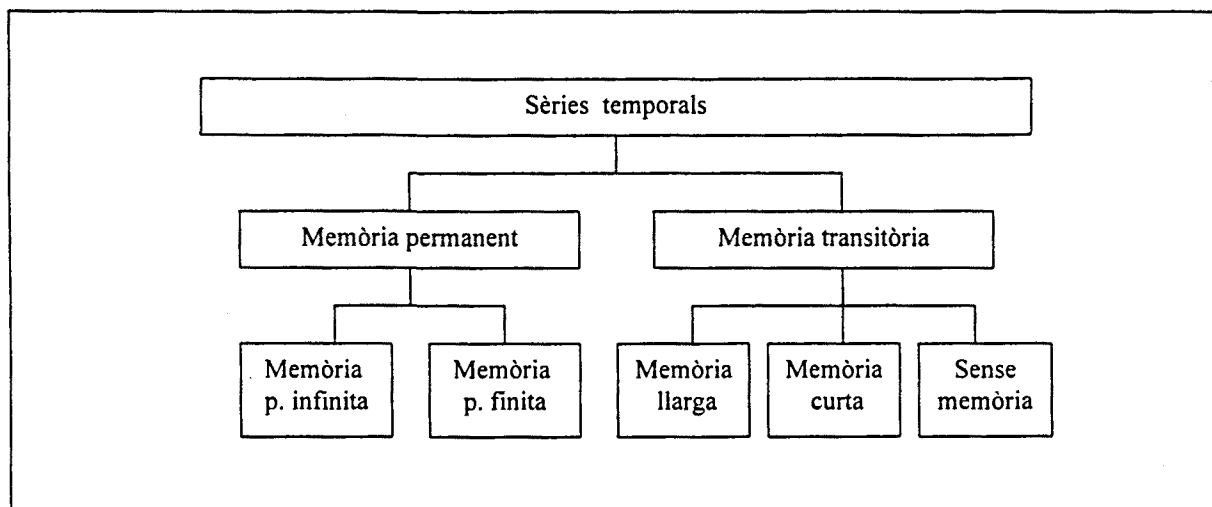 Sèries temporals
Memòria permanent
Memòria transitòria
Memòria
p. infinita
Memòria
p. finita
Memòria
llarga
Memòria
curta
Sense
memòria